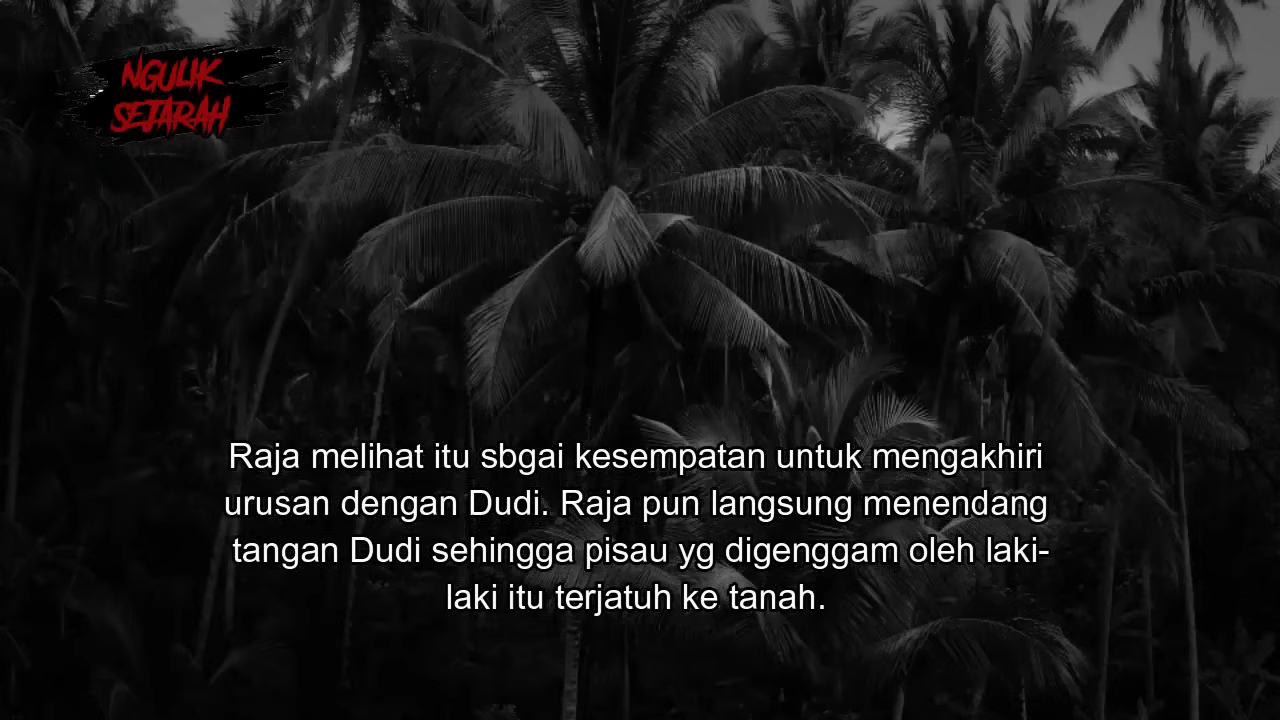 NGULIK
SEJARAH
Raja melihat itu sbgai kesempatan untuk mengakhiri
urusan dengan Dudi. Raja pun langsung menendang
tangan Dudi sehingga pisau yg digenggam oleh laki-
laki itu terjatuh ke tanah.